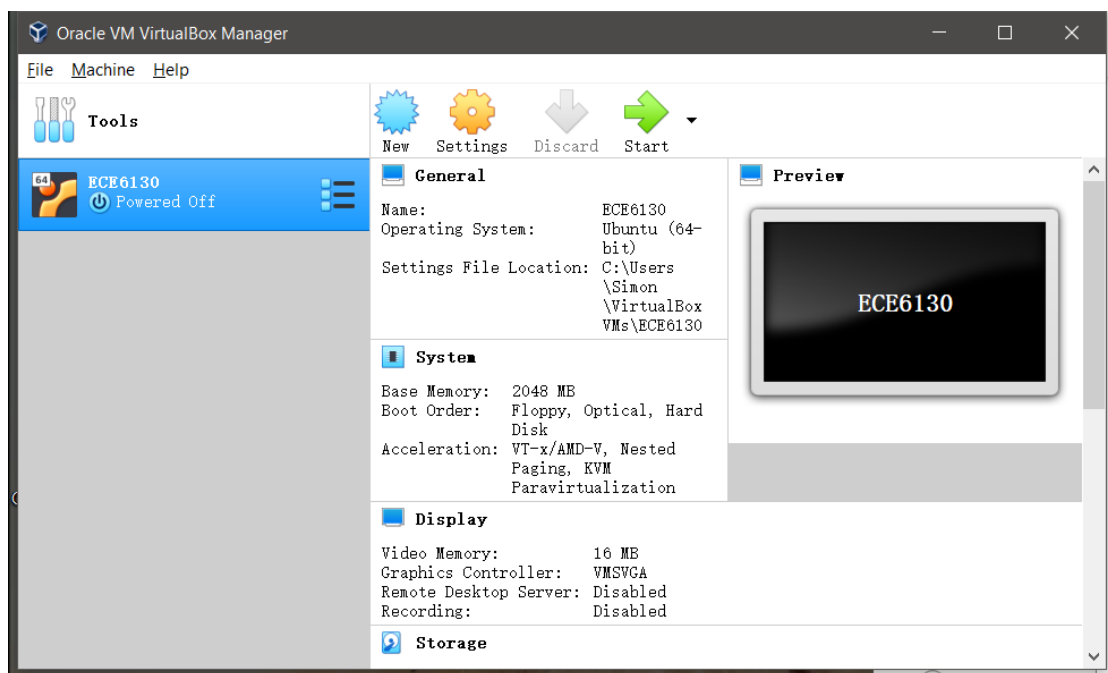 Oracle VM VirtualBox Manager
File Machine Help
Tools
New Settings Discard Start
64
ECE6130
Powered Off
General
Name: ECE6130
Operating System: Ubuntu (64-
bit)
Settings File Location: C:\Users
\Simon
\VirtualBox
VMs\ECE6130
Preview
ECE6130
System
Base Memory: 2048 MB
Boot Order: Floppy, Optical, Hard
Disk
Acceleration: VT-x/AMD-V, Nested
Paging, KVM
Paravirtualization
Display
Video Memory: 16 MB
Graphics Controller: VMSVGA
Remote Desktop Server: Disabled
Recording: Disabled
Storage